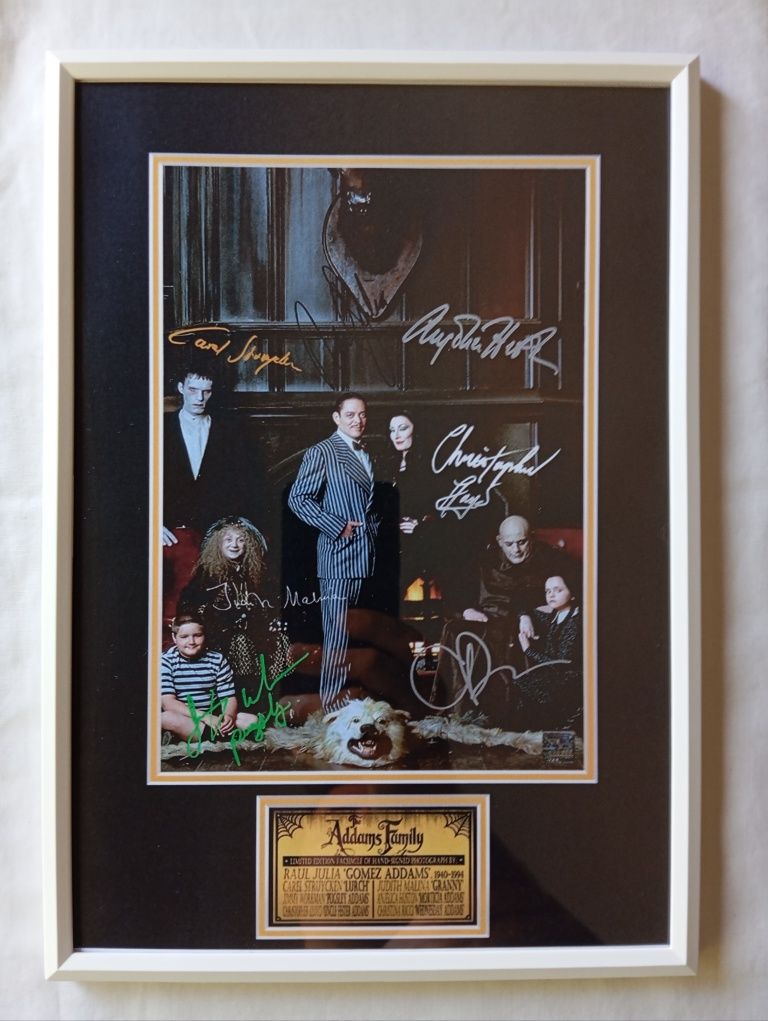 Carel Struycken
Anjelica Huston
Christopher
Lloyd
Judith Malina
Pugsley
The
Addams Family
• LIMITED EDITION FACSIMILE OF HAND-SIGNED PHOTOGRAPH BY: •
RAUL JULIA "GOMEZ ADDAMS", 1940-1994
CAREL STRUYCKEN "LURCH"
JUDITH MALINA "GRANNY"
JIMMY WORKMAN "PUGSLEY ADDAMS"
ANJELICA HUSTON "MORTICIA ADDAMS"
CHRISTOPHER LLOYD "UNCLE FESTER ADDAMS"
CHRISTINA RICCI "WEDNESDAY ADDAMS"